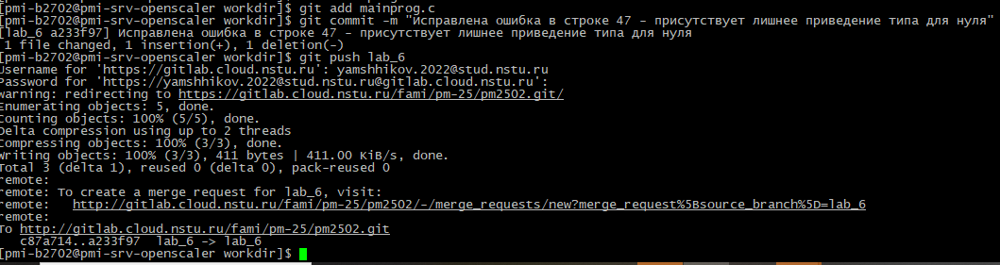 [pmi-b2702@pmi-srv-openscaler workdir]$ git add mainprog.c
[pmi-b2702@pmi-srv-openscaler workdir]$ git commit -m "Исправлена ошибка в строке 47 - присутствует лишнее приведение типа для нуля"
[lab_6 a233f97] Исправлена ошибка в строке 47 - присутствует лишнее приведение типа для нуля
 1 file changed, 1 insertion(+), 1 deletion(-)
[pmi-b2702@pmi-srv-openscaler workdir]$ git push lab_6
Username for 'https://gitlab.cloud.nstu.ru': yamshhikov.2022@stud.nstu.ru
Password for 'https://yamshhikov.2022@stud.nstu.ru@gitlab.cloud.nstu.ru':
warning: redirecting to https://gitlab.cloud.nstu.ru/fami/pm-25/pm2502.git/
Enumerating objects: 5, done.
Counting objects: 100% (5/5), done.
Delta compression using up to 2 threads
Compressing objects: 100% (3/3), done.
Writing objects: 100% (3/3), 411 bytes | 411.00 KiB/s, done.
Total 3 (delta 1), reused 0 (delta 0), pack-reused 0
remote:
remote: To create a merge request for lab_6, visit:
remote:   http://gitlab.cloud.nstu.ru/fami/pm-25/pm2502/-/merge_requests/new?merge_request%5Bsource_branch%5D=lab_6
remote:
To http://gitlab.cloud.nstu.ru/fami/pm-25/pm2502.git
   c87a714..a233f97  lab_6 -> lab_6
[pmi-b2702@pmi-srv-openscaler workdir]$